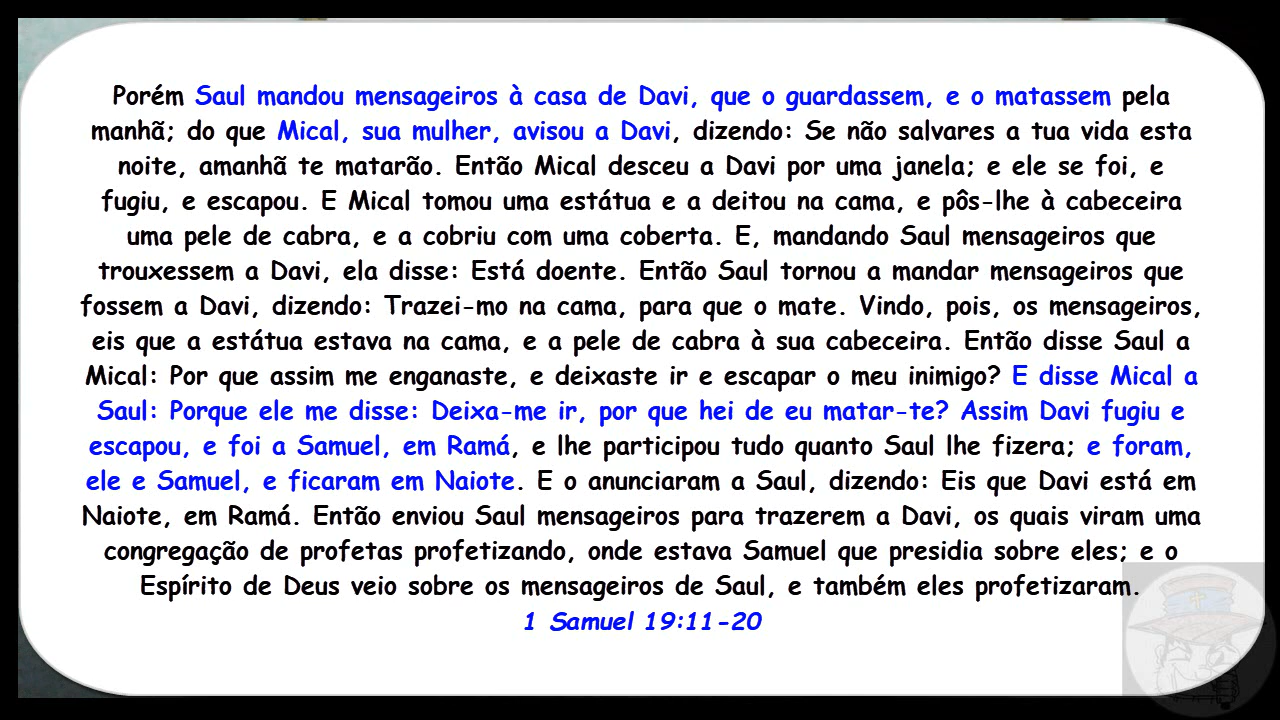 Porém Saul mandou mensageiros à casa de Davi, que o guardassem, e o matassem pela
manhã; do que Mical, sua mulher, avisou a Davi, dizendo: Se não salvares a tua vida esta
noite, amanhã te matarão. Então Mical desceu a Davi por uma janela; e ele se foi, e
fugiu, e escapou. E Mical tomou uma estátua e a deitou na cama, e pôs-lhe à cabeceira
uma pele de cabra, e a cobriu com uma coberta. E, mandando Saul mensageiros que
trouxessem a Davi, ela disse: Está doente. Então Saul tornou a mandar mensageiros que
fossem a Davi, dizendo: Trazei-mo na cama, para que o mate. Vindo, pois, os mensageiros,
eis que a estátua estava na cama, e a pele de cabra à sua cabeceira. Então disse Saul a
Mical: Por que assim me enganaste, e deixaste ir e escapar o meu inimigo? E disse Mical a
Saul: Porque ele me disse: Deixa-me ir, por que hei de eu matar-te? Assim Davi fugiu e
escapou, e foi a Samuel, em Ramá, e lhe participou tudo quanto Saul lhe fizera; e foram,
ele e Samuel, e ficaram em Naiote. E o anunciaram a Saul, dizendo: Eis que Davi está em
Naiote, em Ramá. Então enviou Saul mensageiros para trazerem a Davi, os quais viram uma
congregação de profetas profetizando, onde estava Samuel que presidia sobre eles; e o
Espírito de Deus veio sobre os mensageiros de Saul, e também eles profetizaram.
1 Samuel 19:11-20